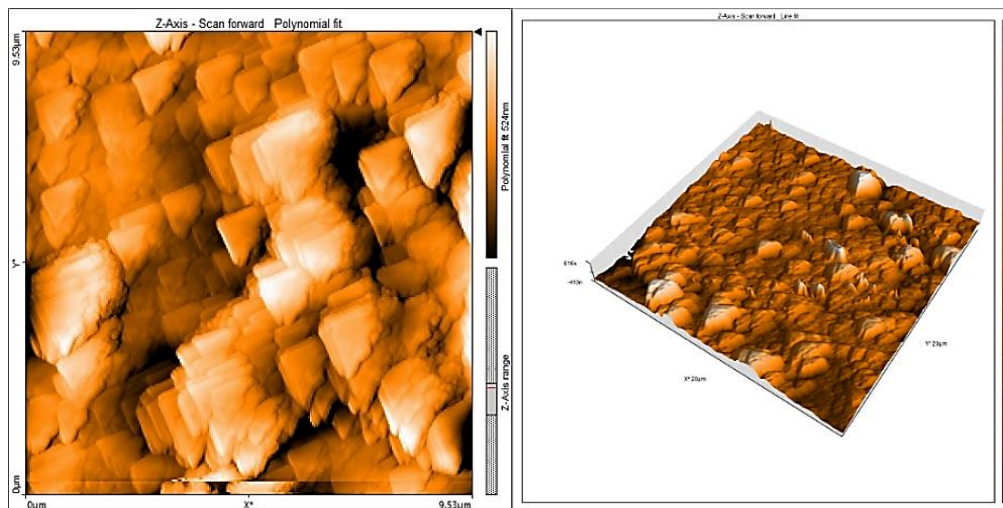 Z-Axis - Scan forward Polynomial fit
9.53µm
Y*
0µm
0µm
X*
9.53µm
Polynomial fit 524nm
Z-Axis range
Z-Axis - Scan forward Line fit
X* 20µm